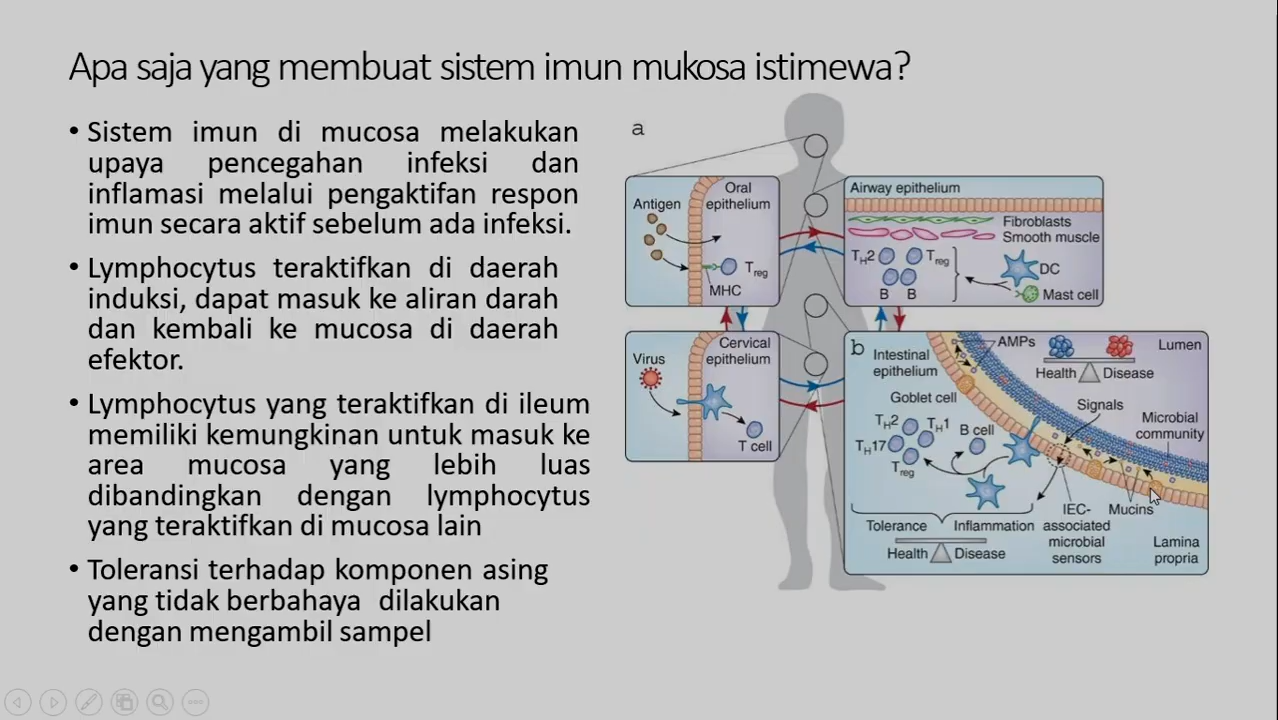 Apa saja yang membuat sistem imun mukosa istimewa?
• Sistem imun di mucosa melakukan
upaya pencegahan infeksi dan
inflamasi melalui pengaktifan respon
imun secara aktif sebelum ada infeksi.
• Lymphocytus teraktifkan di daerah
induksi, dapat masuk ke aliran darah
dan kembali ke mucosa di daerah
efektor.
• Lymphocytus yang teraktifkan di ileum
memiliki kemungkinan untuk masuk ke
area mucosa yang lebih luas
dibandingkan dengan lymphocytus
yang teraktifkan di mucosa lain
• Toleransi terhadap komponen asing
yang tidak berbahaya dilakukan
dengan mengambil sampel
a
Antigen
Oral
epithelium
Treg
MHC
Airway epithelium
Fibroblasts
Smooth muscle
TH2
Treg
B B
DC
Mast cell
Virus
Cervical
epithelium
T cell
b
Intestinal
epithelium
AMPs
Lumen
Health Disease
Goblet cell
Signals
Microbial
community
TH2
TH1
TH17
Treg
B cell
Tolerance Inflammation
Health Disease
IEC-
associated
microbial
sensors
Mucins
Lamina
propria